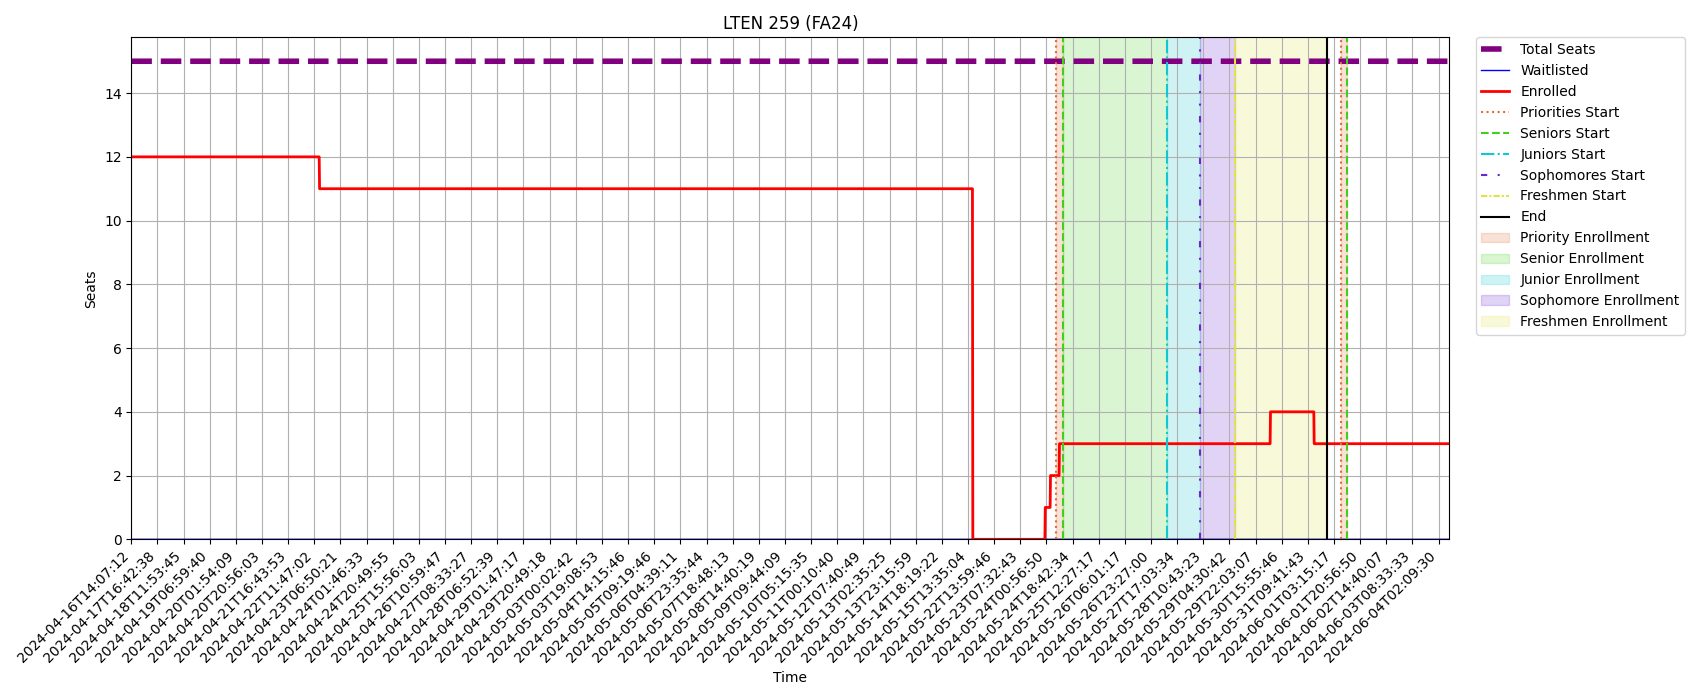 LTEN 259 (FA24)
Seats
14
12
10
8
6
4
2
0
2024-04-16T14:07:12
2024-04-17T16:42:38
2024-04-18T11:53:45
2024-04-19T06:59:40
2024-04-20T01:54:09
2024-04-20T20:56:03
2024-04-21T16:43:53
2024-04-22T11:47:02
2024-04-23T06:50:21
2024-04-24T01:46:33
2024-04-24T20:49:55
2024-04-25T15:56:03
2024-04-26T10:59:47
2024-04-27T08:33:27
2024-04-28T06:52:39
2024-04-29T01:47:17
2024-04-29T20:49:18
2024-05-03T00:02:42
2024-05-03T19:08:53
2024-05-04T14:15:46
2024-05-05T09:19:46
2024-05-06T04:39:11
2024-05-06T23:35:44
2024-05-07T18:48:13
2024-05-08T14:40:19
2024-05-09T09:44:09
2024-05-10T05:15:35
2024-05-11T00:10:40
2024-05-12T07:40:49
2024-05-13T02:35:25
2024-05-13T23:15:59
2024-05-14T18:19:22
2024-05-15T13:35:04
2024-05-22T13:59:46
2024-05-23T07:32:43
2024-05-24T00:56:50
2024-05-24T18:42:34
2024-05-25T12:27:17
2024-05-26T06:01:17
2024-05-26T23:27:00
2024-05-27T17:03:34
2024-05-28T10:43:23
2024-05-29T04:30:42
2024-05-29T22:03:07
2024-05-30T15:55:46
2024-05-31T09:41:43
2024-06-01T03:15:17
2024-06-01T20:56:50
2024-06-02T14:40:07
2024-06-03T08:33:33
2024-06-04T02:09:30
Time
Total Seats
Waitlisted
Enrolled
Priorities Start
Seniors Start
Juniors Start
Sophomores Start
Freshmen Start
End
Priority Enrollment
Senior Enrollment
Junior Enrollment
Sophomore Enrollment
Freshmen Enrollment